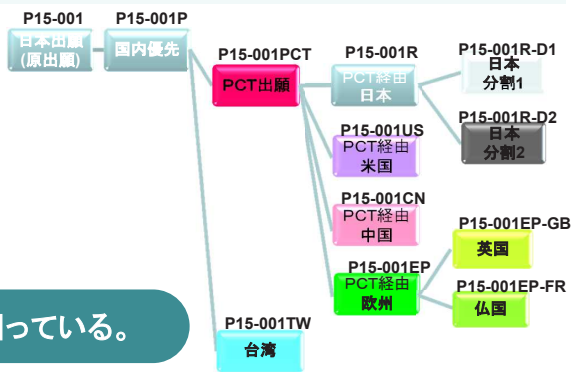 P15-001
日本出願
(原出願)
P15-001P
国内優先
P15-001PCT
PCT出願
P15-001R
PCT経由
日本
P15-001R-D1
日本
分割1
P15-001R-D2
日本
分割2
P15-001US
PCT経由
米国
P15-001CN
PCT経由
中国
P15-001EP
PCT経由
欧州
P15-001EP-GB
英国
P15-001EP-FR
仏国
P15-001TW
台湾
っている。